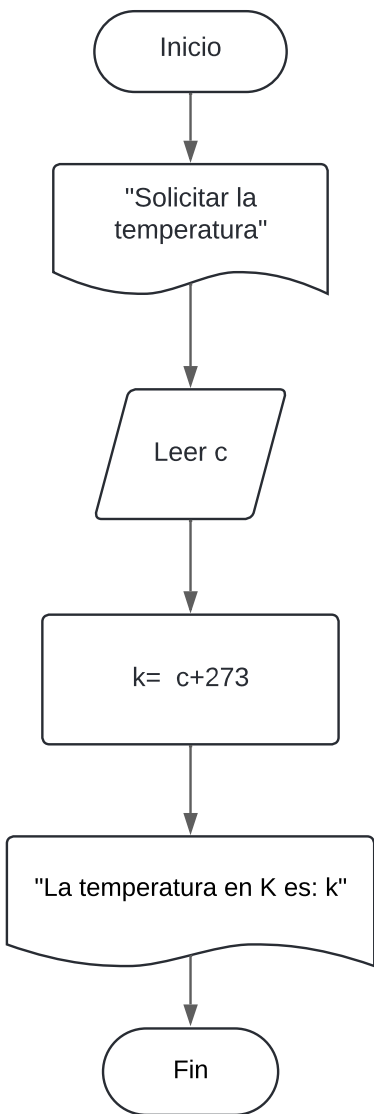 Inicio
"Solicitar la
temperatura"
Leer c
k=  c+273
"La temperatura en K es: k"
Fin